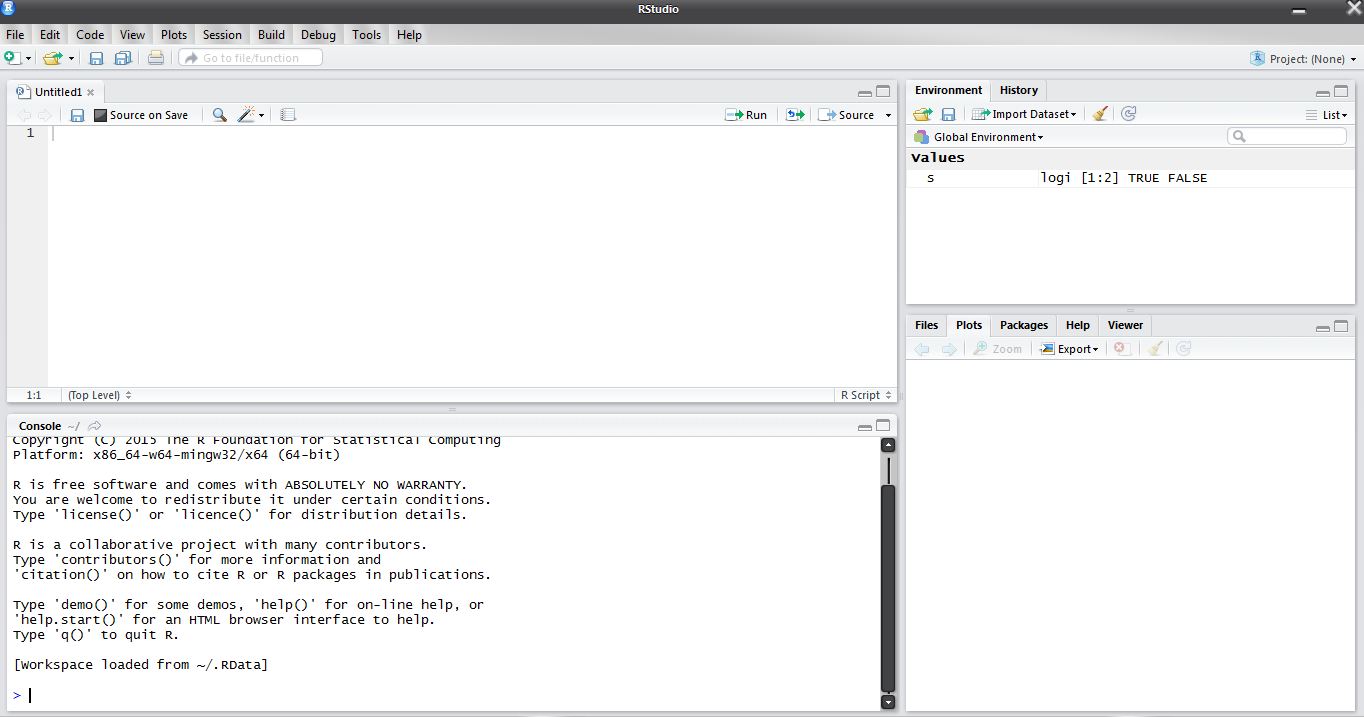 RStudio
File Edit Code View Plots Session Build Debug Tools Help
Go to file/function
Project: (None)
Untitled1
Source on Save
Run
Source
1
1:1
(Top Level)
R Script
Console ~/
Copyright (C) 2015 The R Foundation for Statistical Computing
Platform: x86_64-w64-mingw32/x64 (64-bit)
R is free software and comes with ABSOLUTELY NO WARRANTY.
You are welcome to redistribute it under certain conditions.
Type 'license()' or 'licence()' for distribution details.
R is a collaborative project with many contributors.
Type 'contributors()' for more information and
'citation()' on how to cite R or R packages in publications.
Type 'demo()' for some demos, 'help()' for on-line help, or
'help.start()' for an HTML browser interface to help.
Type 'q()' to quit R.
[Workspace loaded from ~/.RData]
>
Environment History
Import Dataset
List
Global Environment
Values
s logi [1:2] TRUE FALSE
Files Plots Packages Help Viewer
Zoom Export